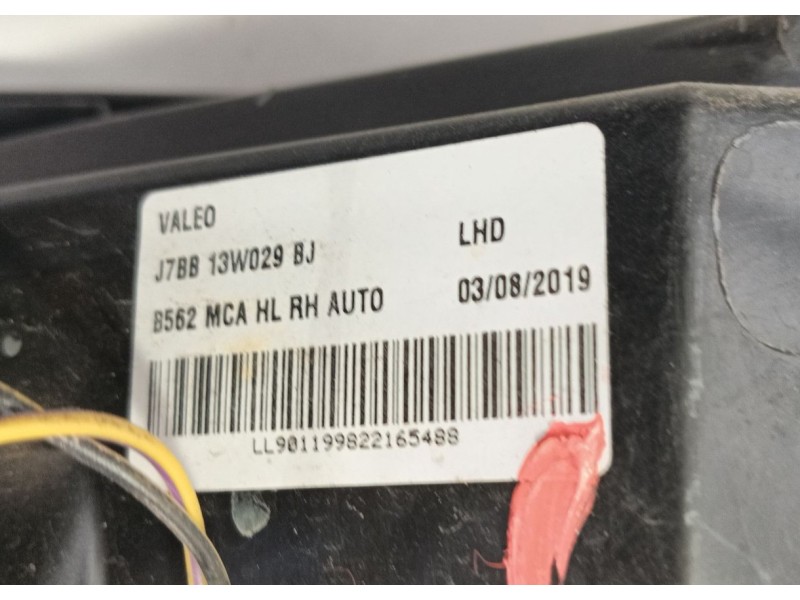 VALEO
J7BB 13W029 BJ LHD
B562 MCA HL RH AUTO 03/08/2019
LL901199822165488